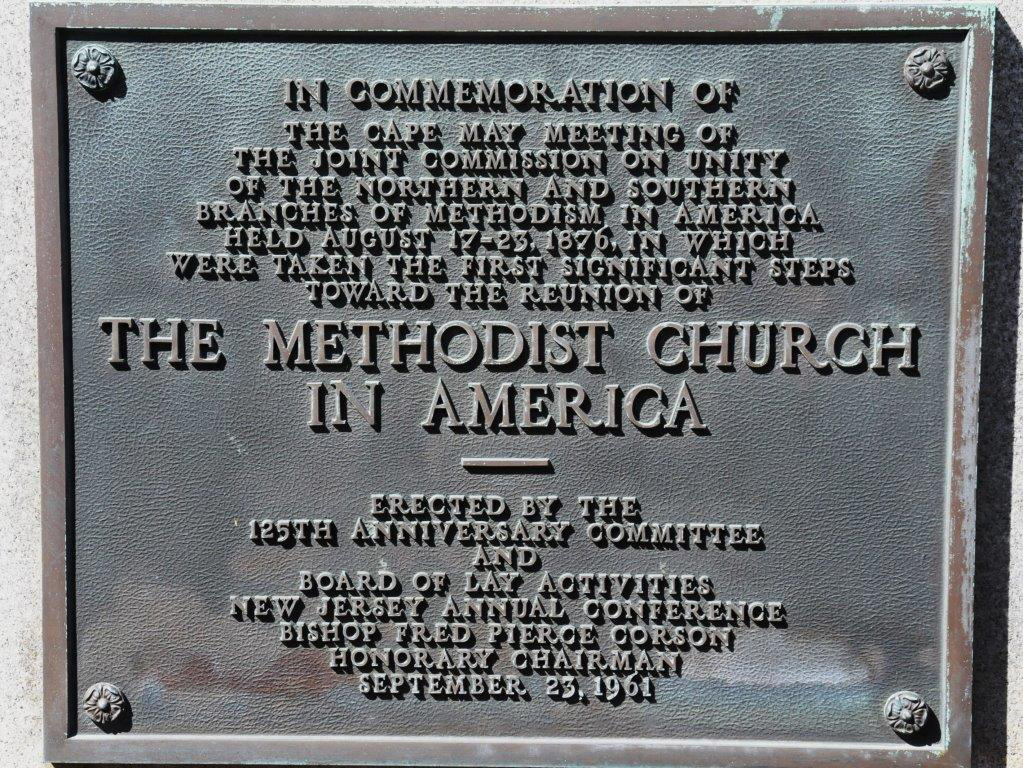 IN COMMEMORATION OF
THE CAPE MAY MEETING OF
THE JOINT COMMISSION ON UNITY
OF THE NORTHERN AND SOUTHERN
BRANCHES OF METHODISM IN AMERICA
HELD AUGUST 17-23, 1876, IN WHICH
WERE TAKEN THE FIRST SIGNIFICANT STEPS
TOWARD THE REUNION OF
THE METHODIST CHURCH
IN AMERICA
ERECTED BY THE
125TH ANNIVERSARY COMMITTEE
AND
BOARD OF LAY ACTIVITIES
NEW JERSEY ANNUAL CONFERENCE
BISHOP FRED PIERCE CORSON
HONORARY CHAIRMAN
SEPTEMBER 23, 1961